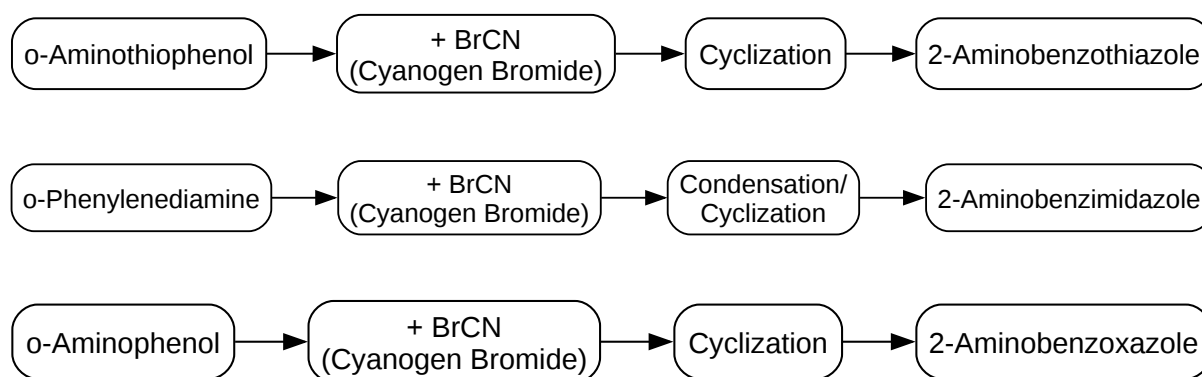 o-Aminothiophenol
+ BrCN
(Cyanogen Bromide)
Cyclization
2-Aminobenzothiazole
o-Phenylenediamine
+ BrCN
(Cyanogen Bromide)
Condensation/
Cyclization
2-Aminobenzimidazole
o-Aminophenol
+ BrCN
(Cyanogen Bromide)
Cyclization
2-Aminobenzoxazole